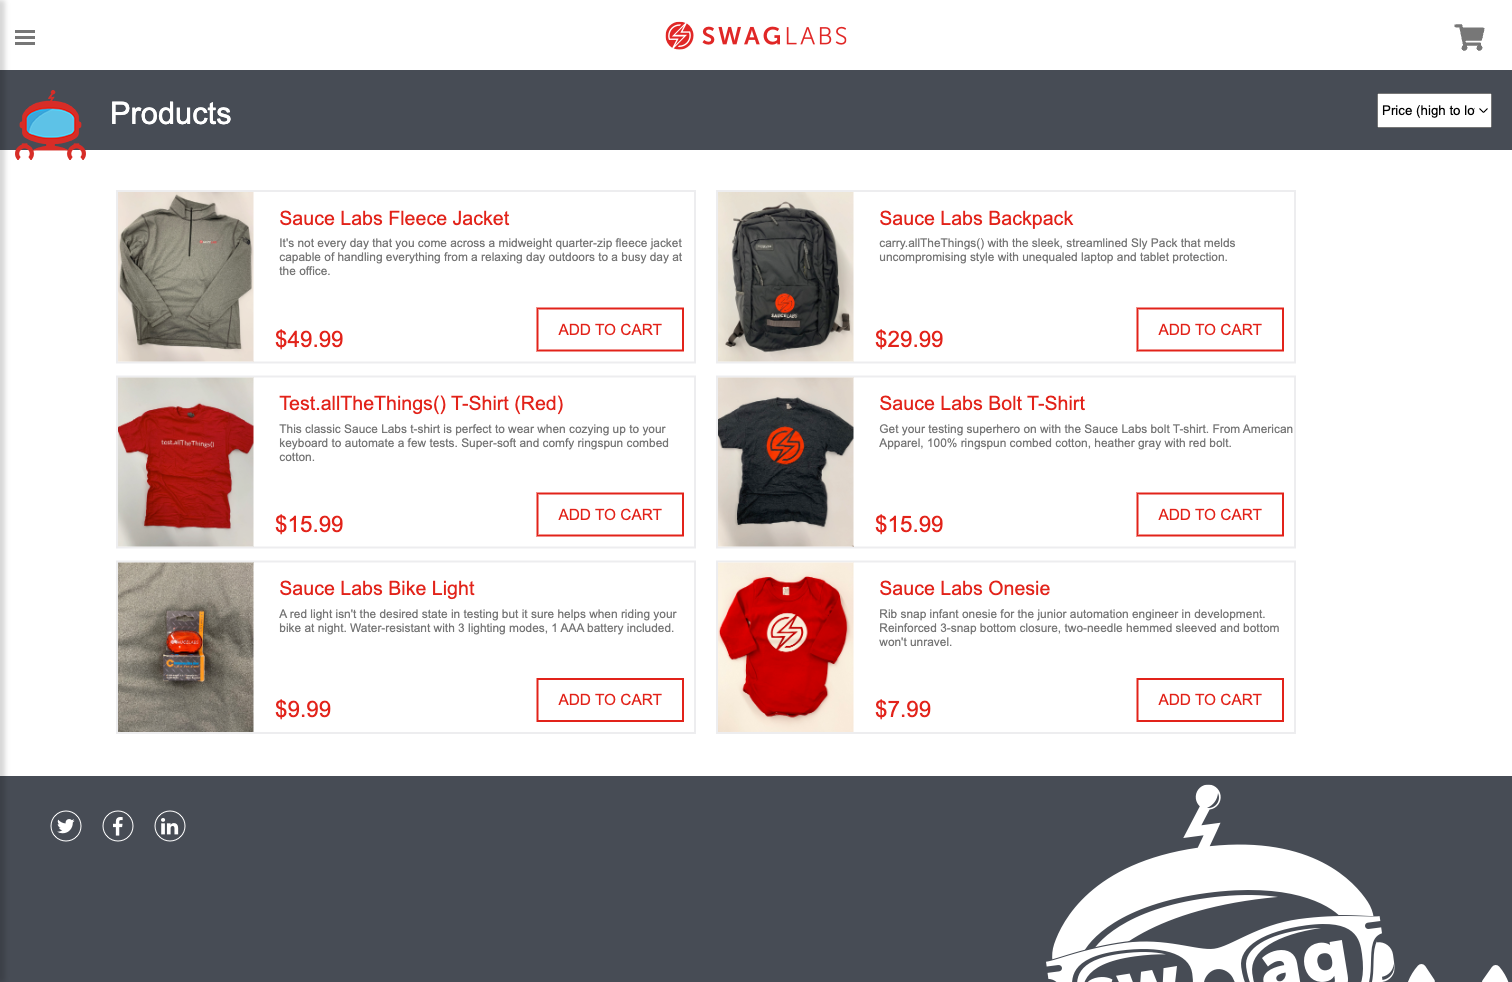 SWAGLABS
Products
Price (high to lo
Sauce Labs Fleece Jacket
It's not every day that you come across a midweight quarter-zip fleece jacket
capable of handling everything from a relaxing day outdoors to a busy day at
the office.
$49.99
ADD TO CART
Sauce Labs Backpack
carry.allTheThings() with the sleek, streamlined Sly Pack that melds
uncompromising style with unequaled laptop and tablet protection.
SAUCELABS
$29.99
ADD TO CART
Test.allTheThings() T-Shirt (Red)
This classic Sauce Labs t-shirt is perfect to wear when cozying up to your
keyboard to automate a few tests. Super-soft and comfy ringspun combed
cotton.
test.allTheThings()
$15.99
ADD TO CART
Sauce Labs Bolt T-Shirt
Get your testing superhero on with the Sauce Labs bolt T-shirt. From American
Apparel, 100% ringspun combed cotton, heather gray with red bolt.
$15.99
ADD TO CART
Sauce Labs Bike Light
A red light isn't the desired state in testing but it sure helps when riding your
bike at night. Water-resistant with 3 lighting modes, 1 AAA battery included.
$9.99
ADD TO CART
Sauce Labs Onesie
Rib snap infant onesie for the junior automation engineer in development.
Reinforced 3-snap bottom closure, two-needle hemmed sleeved and bottom
won't unravel.
$7.99
ADD TO CART
sw ag